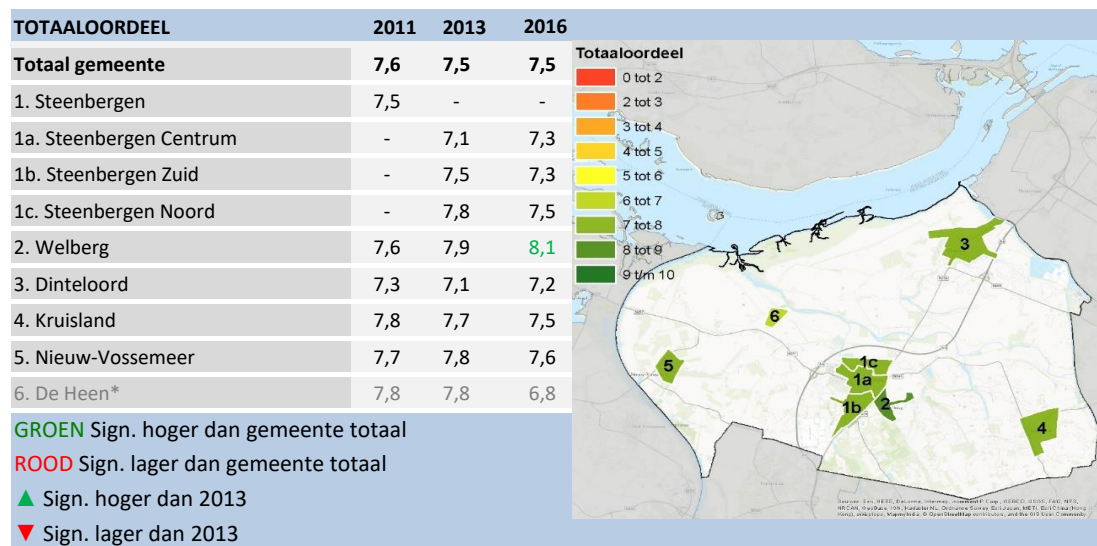 TOTAALOORDEEL 2011 2013 2016
Totaal gemeente 7,6 7,5 7,5
1. Steenbergen 7,5 - -
1a. Steenbergen Centrum - 7,1 7,3
1b. Steenbergen Zuid - 7,5 7,3
1c. Steenbergen Noord - 7,8 7,5
2. Welberg 7,6 7,9 8,1
3. Dinteloord 7,3 7,1 7,2
4. Kruisland 7,8 7,7 7,5
5. Nieuw-Vossemeer 7,7 7,8 7,6
6. De Heen* 7,8 7,8 6,8
GROEN Sign. hoger dan gemeente totaal
ROOD Sign. lager dan gemeente totaal
▲ Sign. hoger dan 2013
▼ Sign. lager dan 2013
Totaaloordeel
0 tot 2
2 tot 3
3 tot 4
4 tot 5
5 tot 6
6 tot 7
7 tot 8
8 tot 9
9 t/m 10
3
6
5
1c
1a
1b
2
4